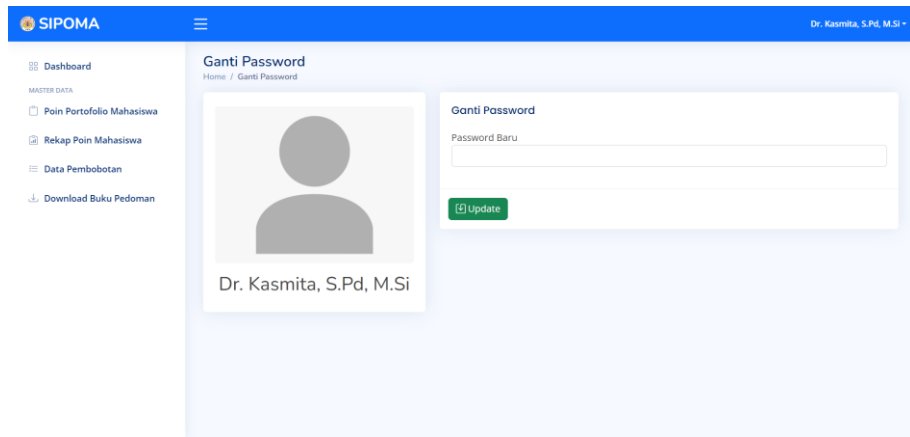 SIPOMA
Dr. Kasmita, S.Pd, M.Si
Dashboard
MASTER DATA
Poin Portofolio Mahasiswa
Rekap Poin Mahasiswa
Data Pembobotan
Download Buku Pedoman
Ganti Password
Home / Ganti Password
Dr. Kasmita, S.Pd, M.Si
Ganti Password
Password Baru
Update